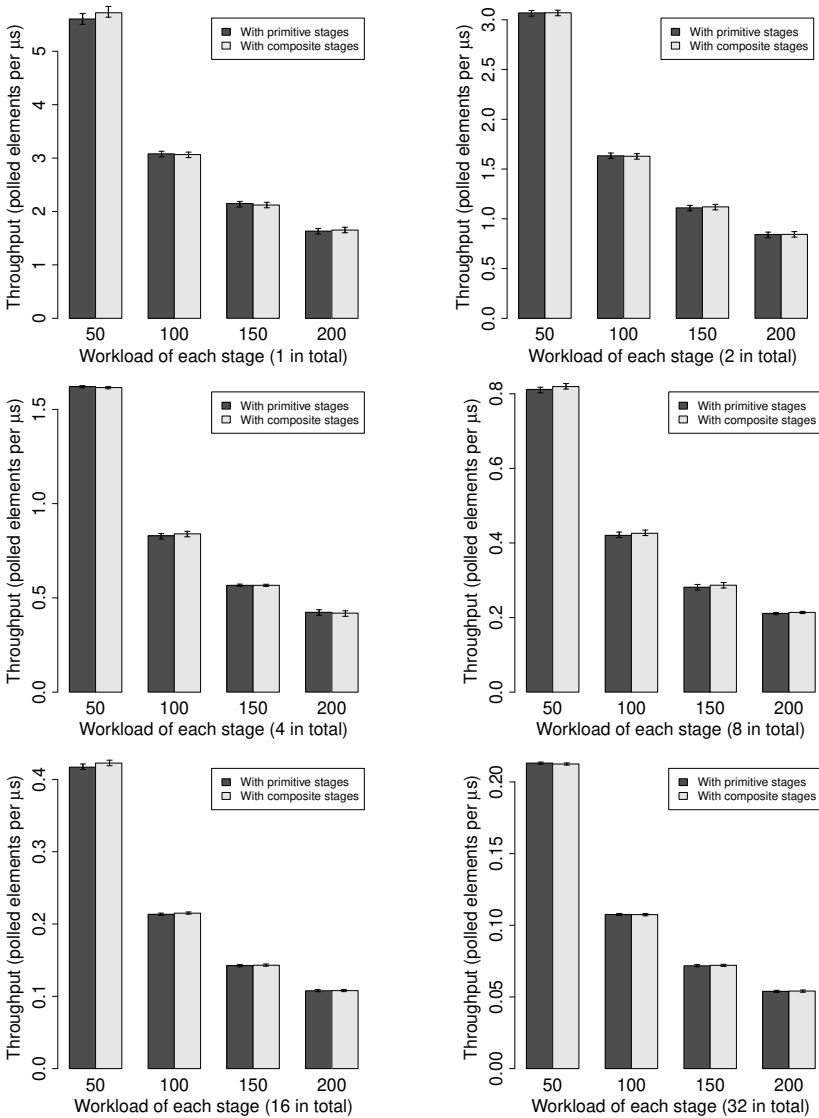 Throughput (polled elements per µs)
0
1
2
3
5
With primitive stages
With composite stages
50
100
150
200
Workload of each stage (1 in total)
Throughput (polled elements per µs)
0.0
0.5
1.0
1.5
2.0
3.0
With primitive stages
With composite stages
50
100
150
200
Workload of each stage (2 in total)
Throughput (polled elements per µs)
0.0
0.5
1.0
1.5
With primitive stages
With composite stages
50
100
150
200
Workload of each stage (4 in total)
Throughput (polled elements per µs)
0.0
0.2
0.4
0.6
0.8
With primitive stages
With composite stages
50
100
150
200
Workload of each stage (8 in total)
Throughput (polled elements per µs)
0.0
0.1
0.2
0.3
0.4
With primitive stages
With composite stages
50
100
150
200
Workload of each stage (16 in total)
Throughput (polled elements per µs)
0.00
0.05
0.10
0.15
0.20
With primitive stages
With composite stages
50
100
150
200
Workload of each stage (32 in total)